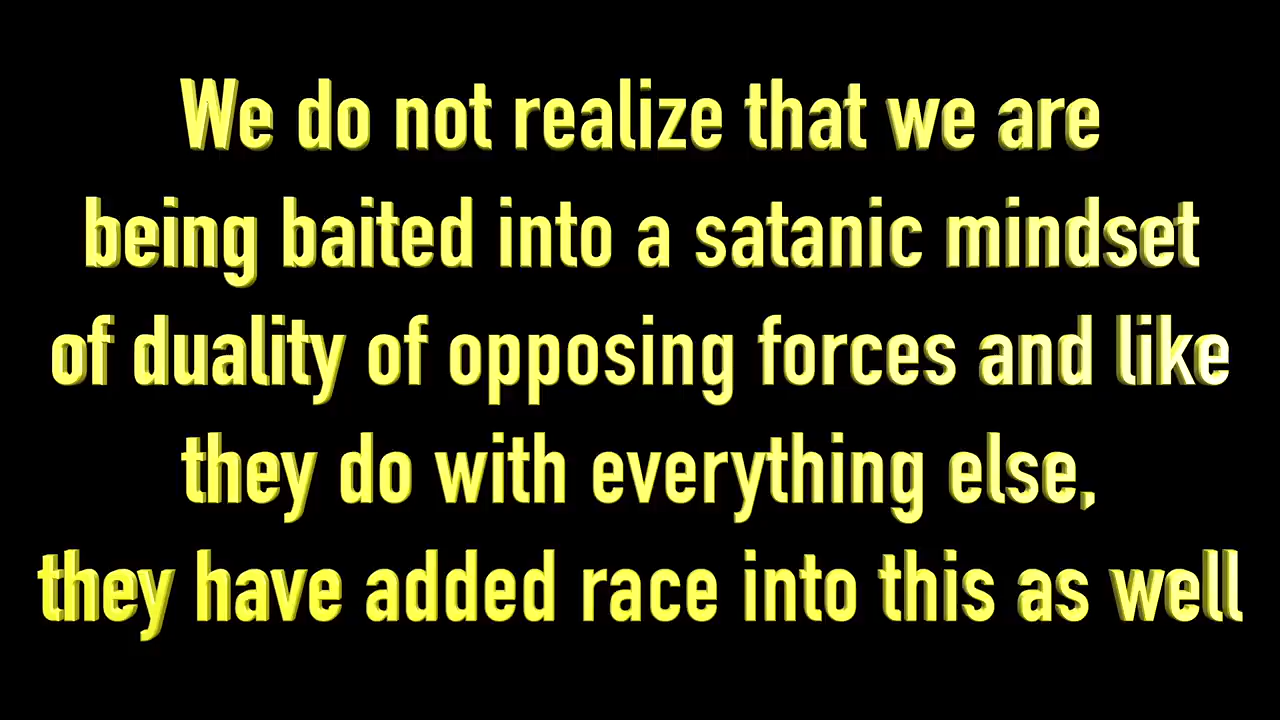 We do not realize that we are
being baited into a satanic mindset
of duality of opposing forces and like
they do with everything else,
they have added race into this as well